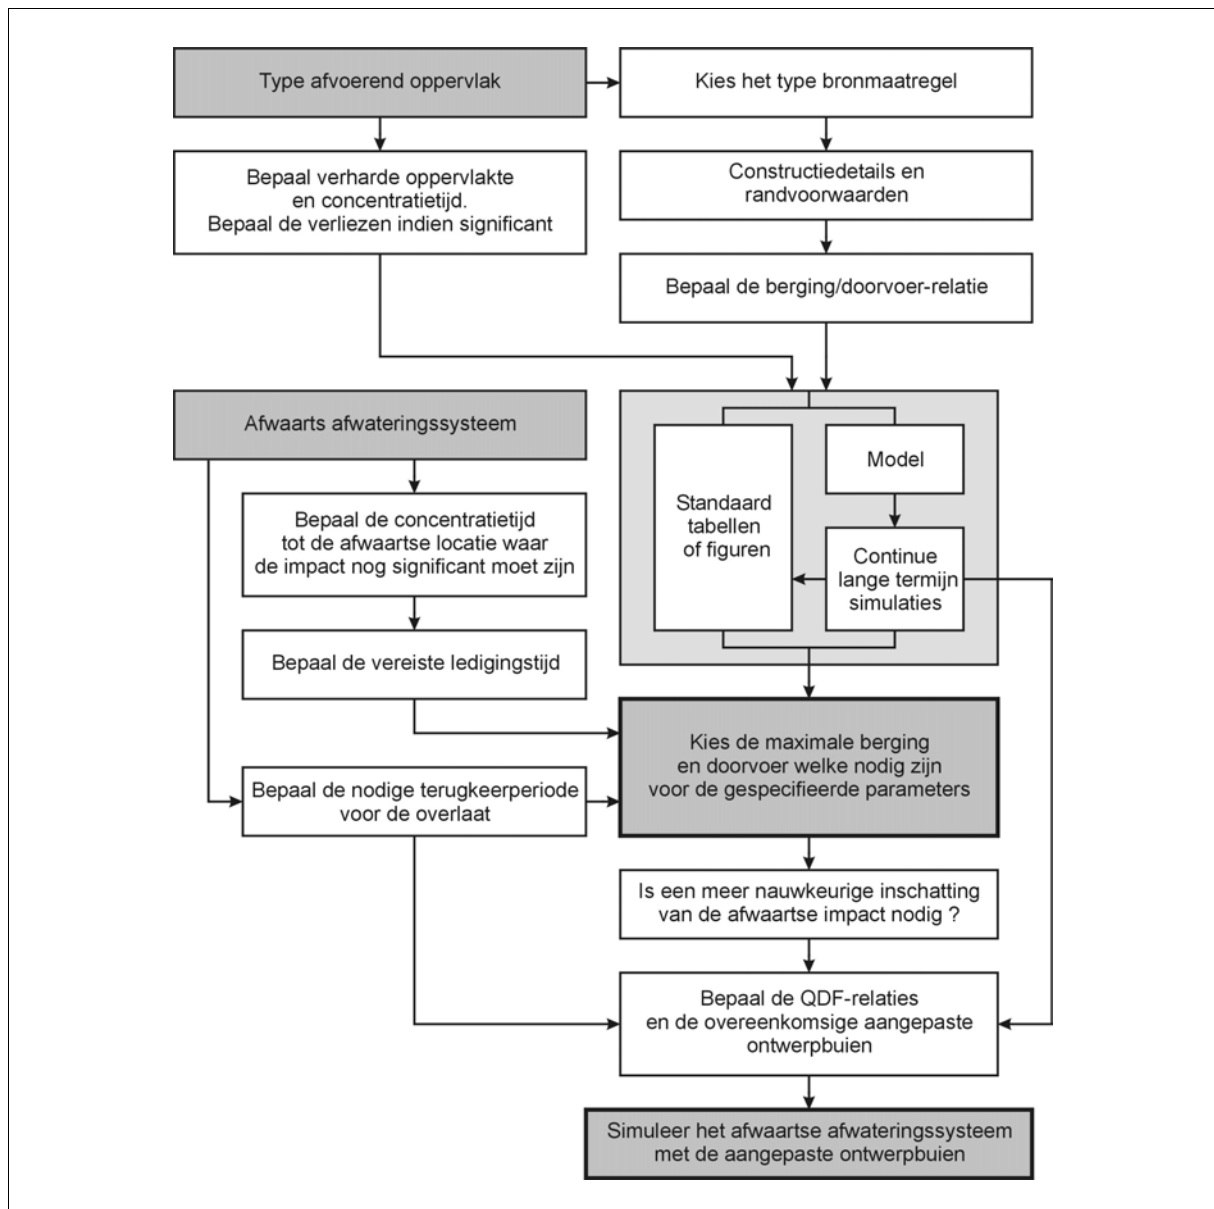 Type afvoerend oppervlak
Kies het type bronmaatregel
Bepaal verharde oppervlakte
en concentratietijd.
Bepaal de verliezen indien significant
Constructiedetails en
randvoorwaarden
Bepaal de berging/doorvoer-relatie
Afwaarts afwateringssysteem
Bepaal de concentratietijd
tot de afwaartse locatie waar
de impact nog significant moet zijn
Bepaal de vereiste ledigingstijd
Bepaal de nodige terugkeerperiode
voor de overlaat
Standaard
tabellen
of figuren
Model
Continue
lange termijn
simulaties
Kies de maximale berging
en doorvoer welke nodig zijn
voor de gespecifieerde parameters
Is een meer nauwkeurige inschatting
van de afwaartse impact nodig ?
Bepaal de QDF-relaties
en de overeenkomsige aangepaste
ontwerpbuien
Simuleer het afwaartse afwateringssysteem
met de aangepaste ontwerpbuien